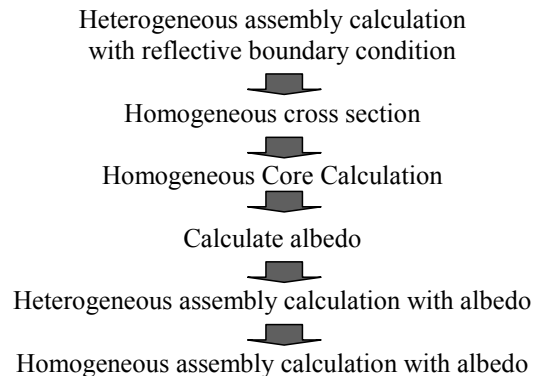 Heterogeneous assembly calculation
with reflective boundary condition
Homogeneous cross section
Homogeneous Core Calculation
Calculate albedo
Heterogeneous assembly calculation with albedo
Homogeneous assembly calculation with albedo